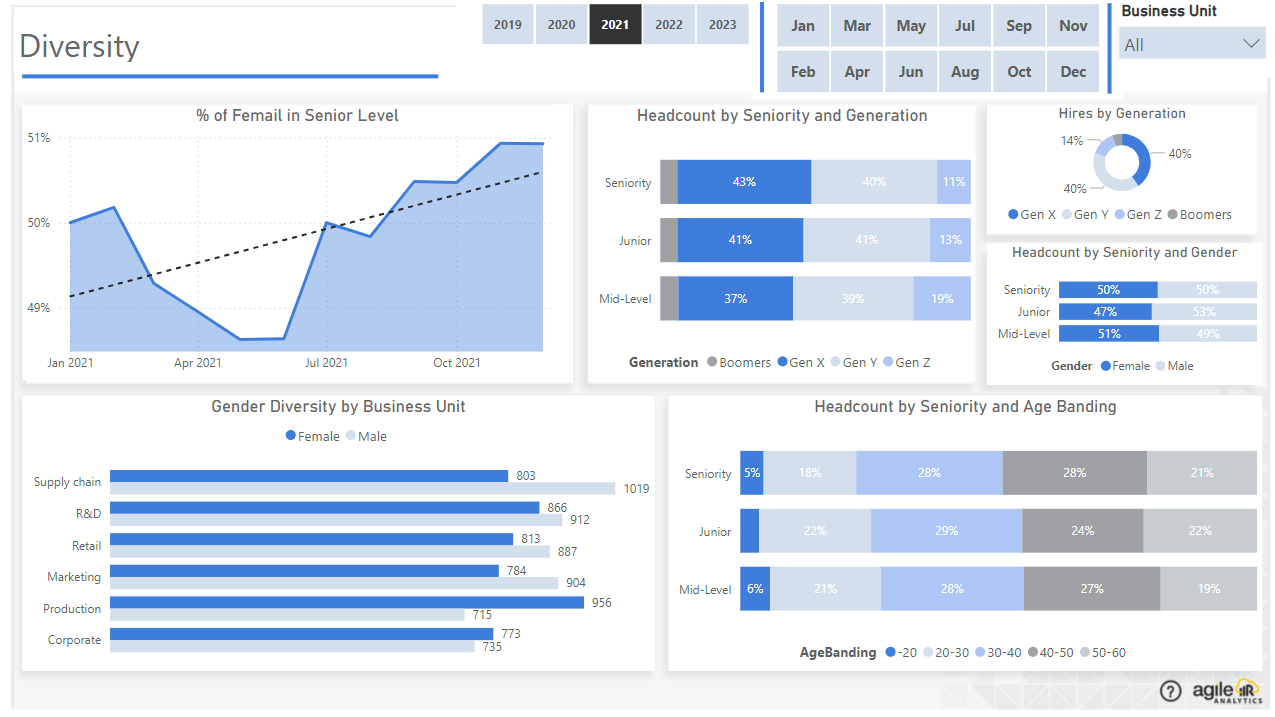 Diversity
2019 2020 2021 2022 2023
Jan Mar May Jul Sep Nov
Feb Apr Jun Aug Oct Dec
Business Unit
All
% of Femail in Senior Level
51%
50%
49%
Jan 2021 Apr 2021 Jul 2021 Oct 2021
Headcount by Seniority and Generation
Seniority 43% 40% 11%
Junior 41% 41% 13%
Mid-Level 37% 39% 19%
Generation Boomers Gen X Gen Y Gen Z
Hires by Generation
14%
40%
40%
Gen X Gen Y Gen Z Boomers
Headcount by Seniority and Gender
Seniority 50% 50%
Junior 47% 53%
Mid-Level 51% 49%
Gender Female Male
Gender Diversity by Business Unit
Female Male
Supply chain 803
1019
R&D 866
912
Retail 813
887
Marketing 784
904
Production 956
715
Corporate 773
735
Headcount by Seniority and Age Banding
Seniority 5% 18% 28% 28% 21%
Junior 22% 29% 24% 22%
Mid-Level 6% 21% 28% 27% 19%
AgeBanding -20 20-30 30-40 40-50 50-60
? agile HR
ANALYTICS